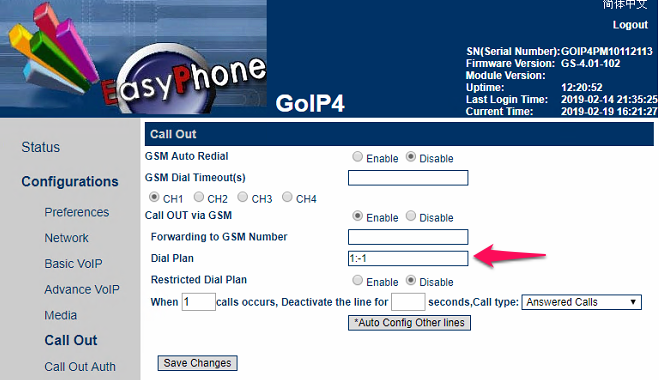 简体中文
Logout
EasyPhone
GoIP4
SN(Serial Number):GOIP4PM10112113
Firmware Version: GS-4.01-102
Module Version:
Uptime: 12:20:52
Last Login Time: 2019-02-14 21:35:25
Current Time: 2019-02-19 16:21:27
Status
Configurations
Preferences
Network
Basic VoIP
Advance VoIP
Media
Call Out
Call Out Auth
Call Out
GSM Auto Redial Enable Disable
GSM Dial Timeout(s)
CH1 CH2 CH3 CH4
Call OUT via GSM Enable Disable
Forwarding to GSM Number
Dial Plan 1:-1
Restricted Dial Plan Enable Disable
When 1 calls occurs, Deactivate the line for seconds,Call type: Answered Calls
*Auto Config Other lines
Save Changes